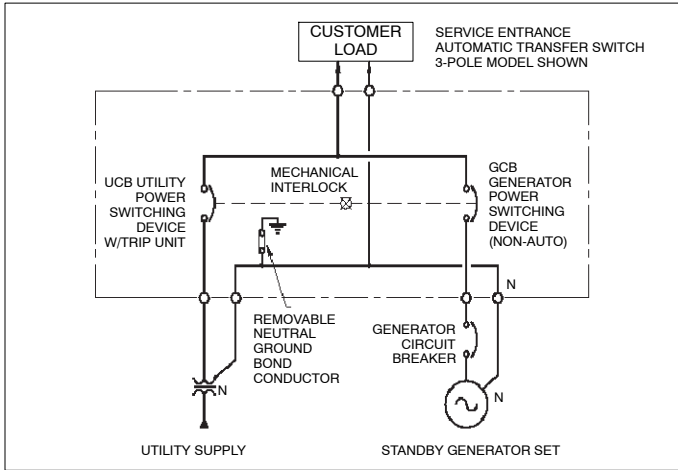 CUSTOMER
LOAD
SERVICE ENTRANCE
AUTOMATIC TRANSFER SWITCH
3-POLE MODEL SHOWN
UCB UTILITY
POWER
SWITCHING
DEVICE
W/TRIP UNIT
MECHANICAL
INTERLOCK
GCB
GENERATOR
POWER
SWITCHING
DEVICE
(NON-AUTO)
N
REMOVABLE
NEUTRAL
GROUND
BOND
CONDUCTOR
GENERATOR
CIRCUIT
BREAKER
N
N
UTILITY SUPPLY
STANDBY GENERATOR SET